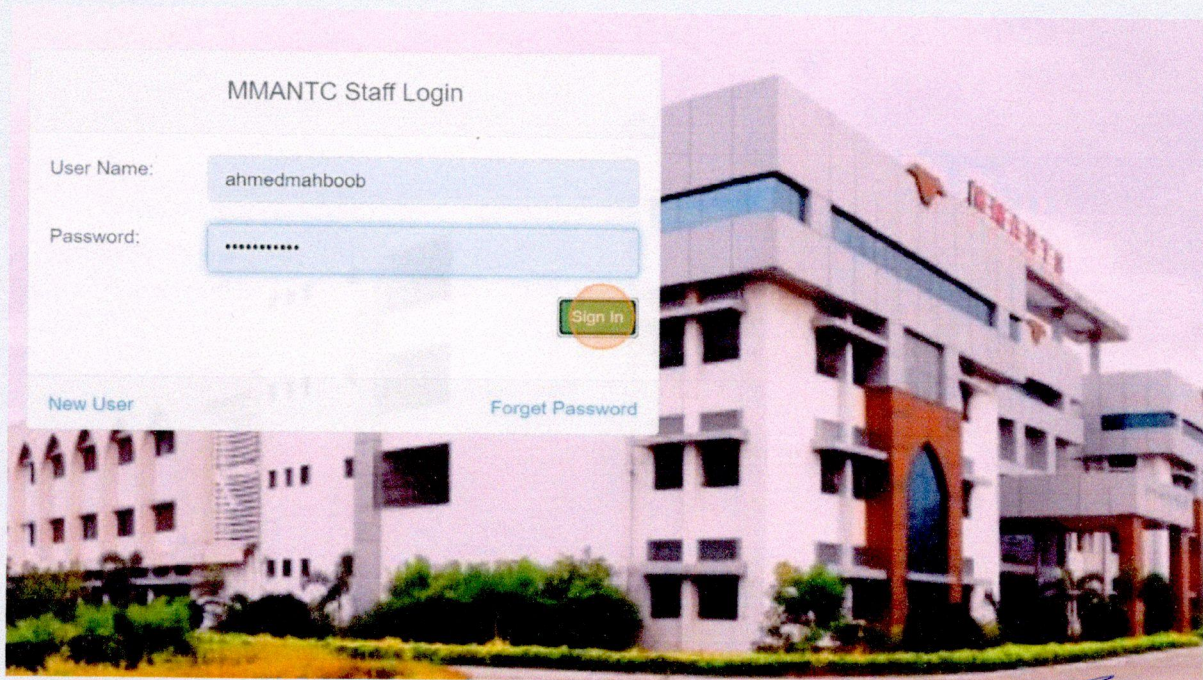 MMANTC Staff Login
User Name:
ahmedmahboob
Password:
•••••••••••
Sign In
New User
Forget Password